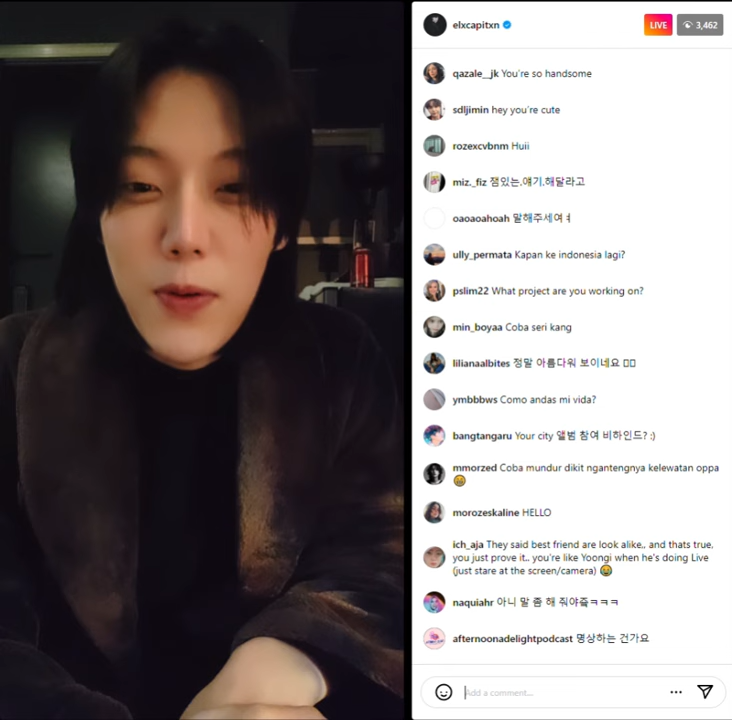 elxcapitxn
LIVE
3,462
qazale__jk You're so handsome
sdljimin hey you're cute
rozexcvbnm Huii
miz._fiz 잼있는.얘기.해달라고
oaoaoahoah 말해주세여ㅕ
ully_permata Kapan ke indonesia lagi?
pslim22 What project are you working on?
min_boyaa Coba seri kang
lilianaalbites 정말 아름다워 보이네요
ymbbbws Como andas mi vida?
bangtangaru Your city 앨범 참여 비하인드? :)
mmorzed Coba mundur dikit ngantengnya kelewatan oppa
😂
morozeskaline HELLO
ich_aja They said best friend are look alike,. and thats true,
you just prove it.. you're like Yoongi when he's doing Live
(just stare at the screen/camera) 😂
naquiahr 아니 말 좀 해 줘야즄ㅋㅋㅋ
afternoonadelightpodcast 명상하는 건가요
Add a comment...